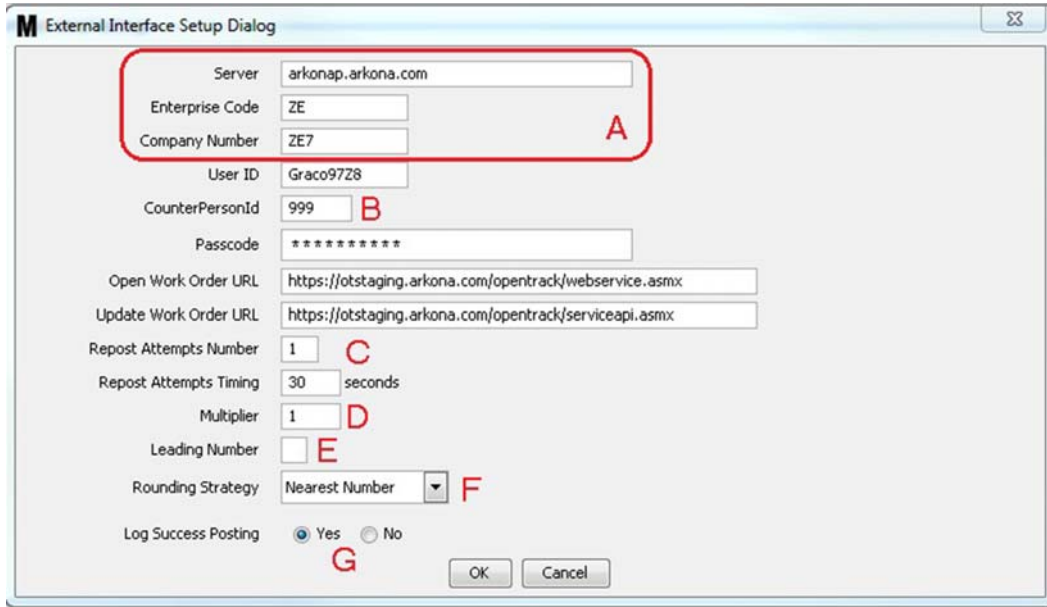 M External Interface Setup Dialog
Server arkonap.arkona.com
Enterprise Code ZE
A
Company Number ZE7
User ID Graco97Z8
CounterPersonId 999 B
Passcode **********
Open Work Order URL https://otstaging.arkona.com/opentrack/webservice.asmx
Update Work Order URL https://otstaging.arkona.com/opentrack/serviceapi.asmx
Repost Attempts Number 1 C
Repost Attempts Timing 30 seconds
Multiplier 1 D
Leading Number E
Rounding Strategy Nearest Number F
Log Success Posting Yes No
G
OK Cancel